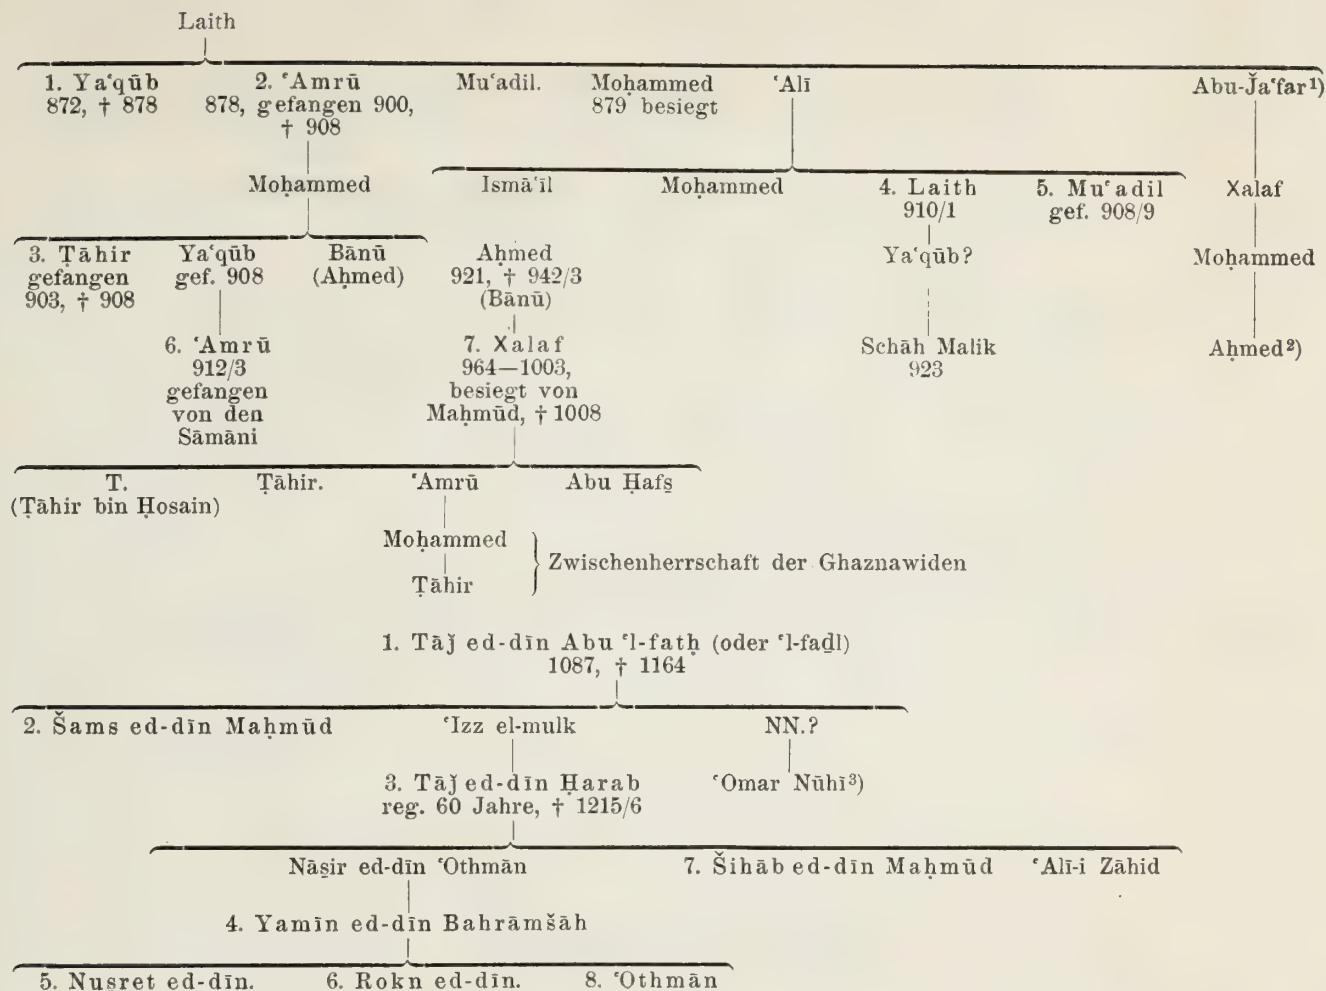 Laith
1. Ya‘qūb 2. ‘Amrū Mu‘adil. Moḥammed ‘Alī Abu-J̌a‘far¹)
872, † 878 878, gefangen 900, 879 besiegt
† 908
Moḥammed Ismā‘īl Moḥammed 4. Laith 5. Mu‘adil Xalaf
910/1 gef. 908/9
3. Ṭāhir Ya‘qūb Bānū Aḥmed Ya‘qūb? Moḥammed
gefangen gef. 908 (Aḥmed) 921, † 942/3
903, † 908 (Bānū)
6. ‘Amrū 7. Xalaf Schāh Malik Aḥmed²)
912/3 964—1003, 923
gefangen besiegt von
von den Maḥmūd, † 1008
Sāmāni
T. Ṭāhir. ‘Amrū Abu Ḥafs̱
(Ṭāhir bin Ḥosain)
Moḥammed
Zwischenherrschaft der Ghaznawiden
Ṭāhir
1. Tāǰ ed-dīn Abu ‘l-fatḥ (oder ‘l-faḍl)
1087, † 1164
2. Šams ed-dīn Maḥmūd ‘Izz el-mulk NN.?
3. Tāǰ ed-dīn Ḥarab ‘Omar Nūhī³)
reg. 60 Jahre, † 1215/6
Nās̱ir ed-dīn ‘Othmān 7. Šihāb ed-dīn Maḥmūd ‘Alī-i Zāhid
4. Yamīn ed-dīn Bahrāmšāh
5. Nusret ed-dīn. 6. Rokn ed-dīn. 8. ‘Othmān